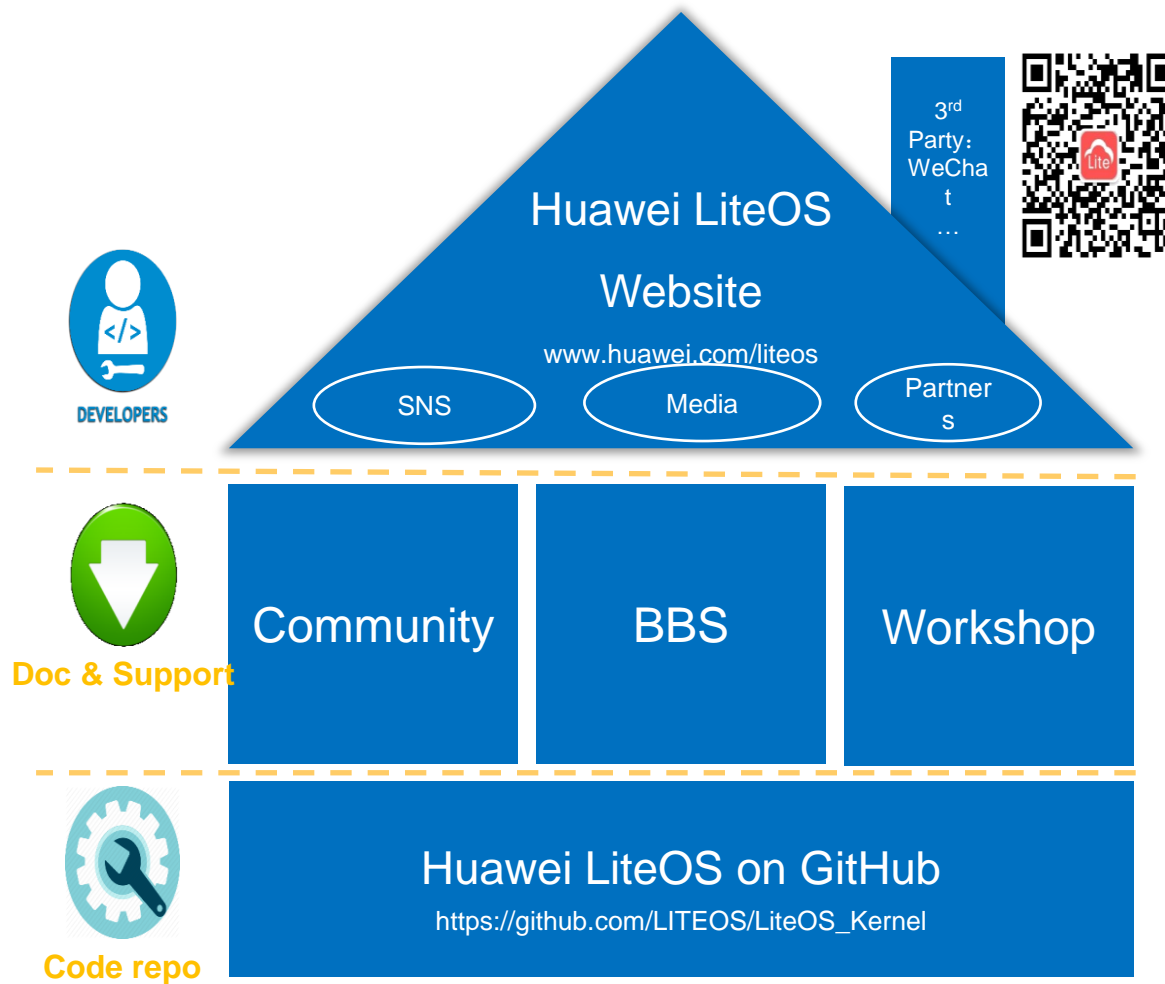 3rd
Party：
WeCha
t
…
Lite
Huawei LiteOS
Website
www.huawei.com/liteos
SNS
Media
Partner
s
</>
DEVELOPERS
Community
BBS
Workshop
Doc & Support
Huawei LiteOS on GitHub
https://github.com/LITEOS/LiteOS_Kernel
Code repo